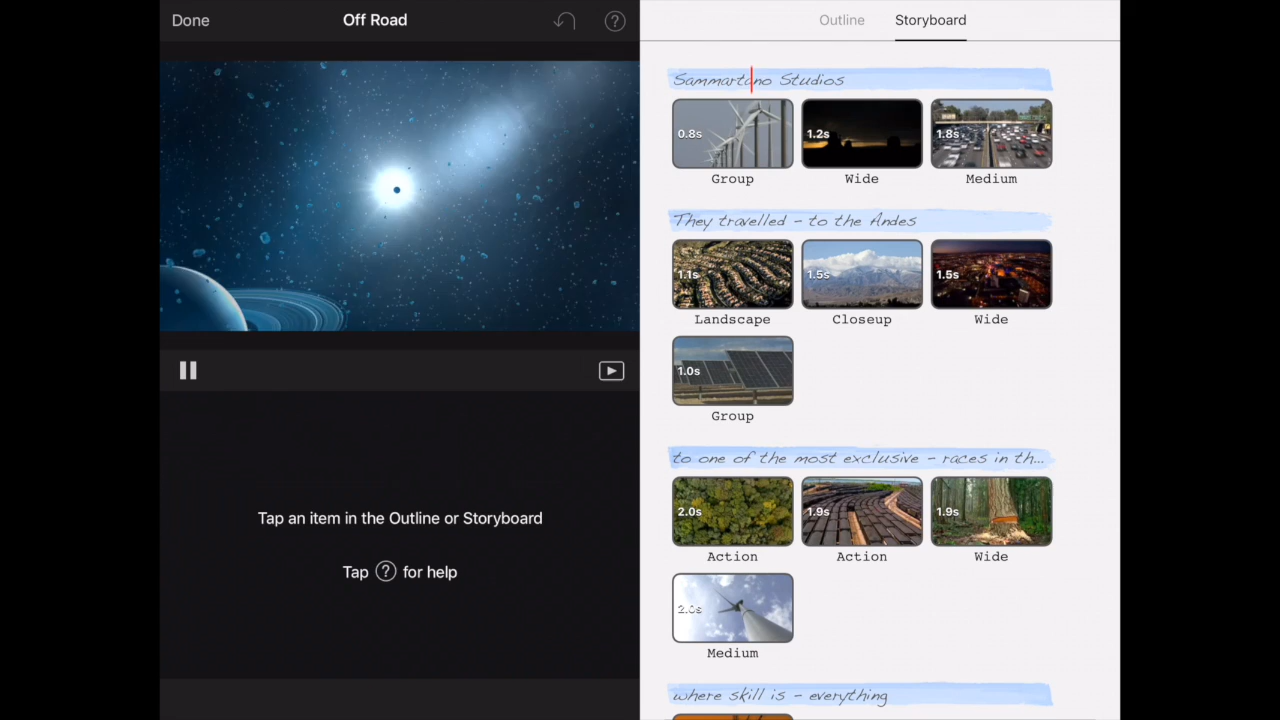 Done
Off Road
?
Outline
Storyboard
Sammartano Studios
0.8s
1.2s
1.8s
Group
Wide
Medium
They travelled - to the Andes
1.1s
1.5s
1.5s
Landscape
Closeup
Wide
1.0s
Group
to one of the most exclusive - races in th...
2.0s
1.9s
1.9s
Action
Action
Wide
2.0s
Medium
where skill is - everything
Tap an item in the Outline or Storyboard
Tap ? for help